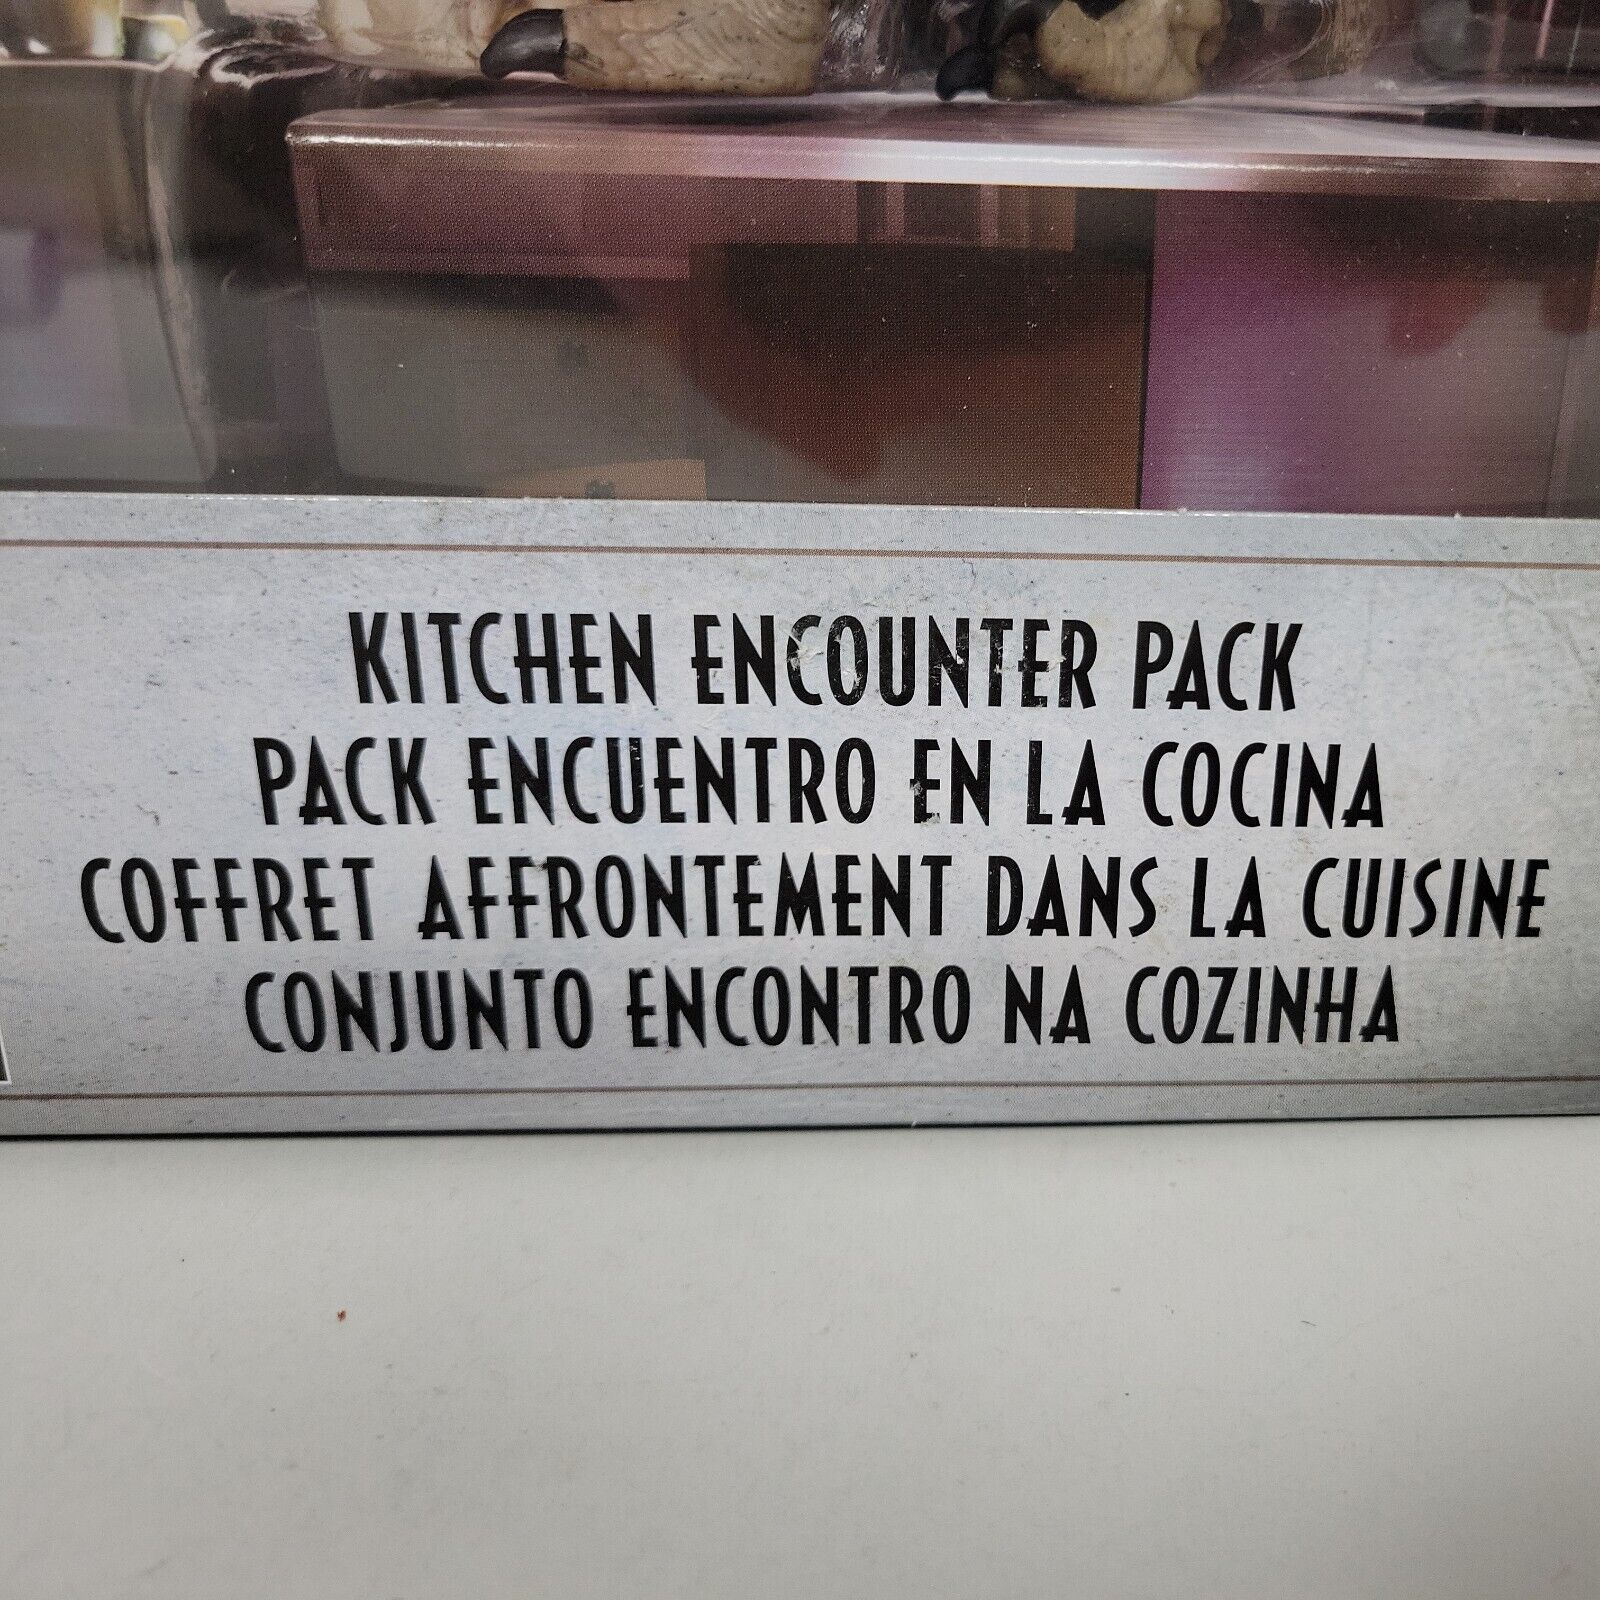 KITCHEN ENCOUNTER PACK
PACK ENCUENTRO EN LA COCINA
COFFRET AFFRONTEMENT DANS LA CUISINE
CONJUNTO ENCONTRO NA COZINHA